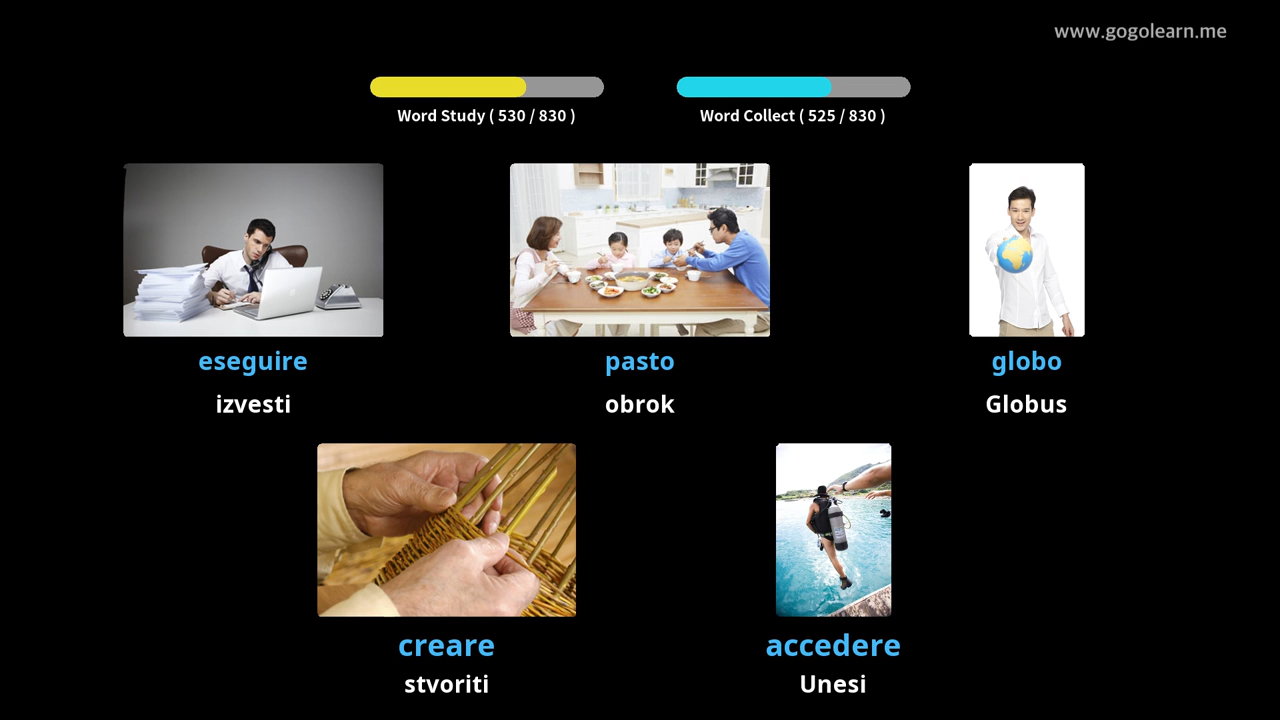 www.gogolearn.me
Word Study ( 530 / 830 )
Word Collect ( 525 / 830 )
eseguire
izvesti
pasto
obrok
globo
Globus
creare
stvoriti
accedere
Unesi